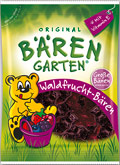 ORIGINAL
BÄREN
GARTEN®
Waldfrucht-Bären
Große
Bären